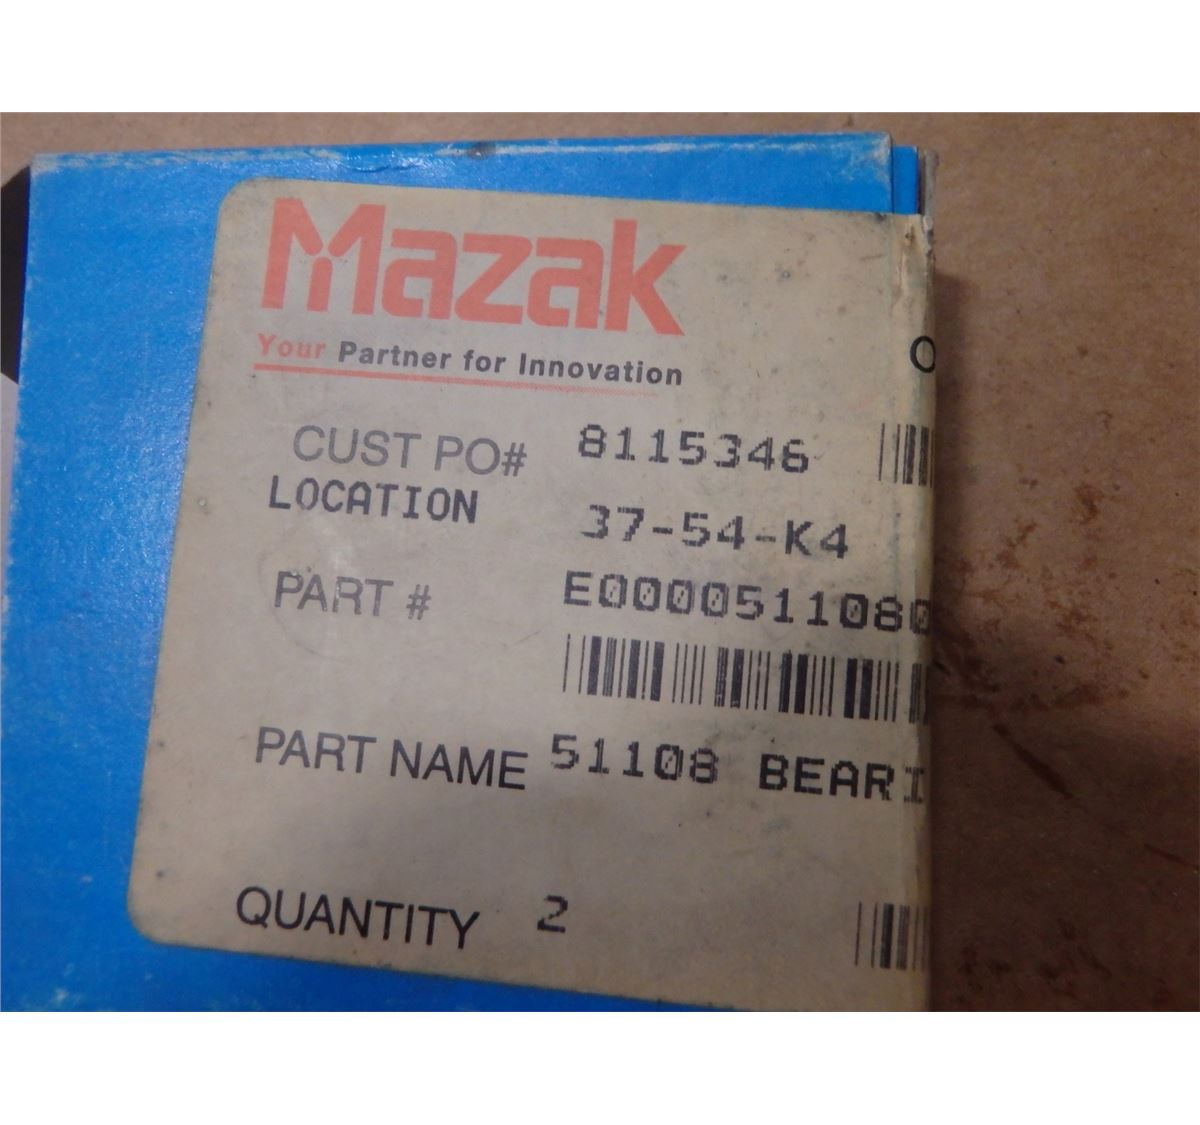 Mazak
Your Partner for Innovation
O
CUST PO# 8115346
LOCATION 37-54-K4
PART # E0000511080
PART NAME 51108 BEARI
QUANTITY 2